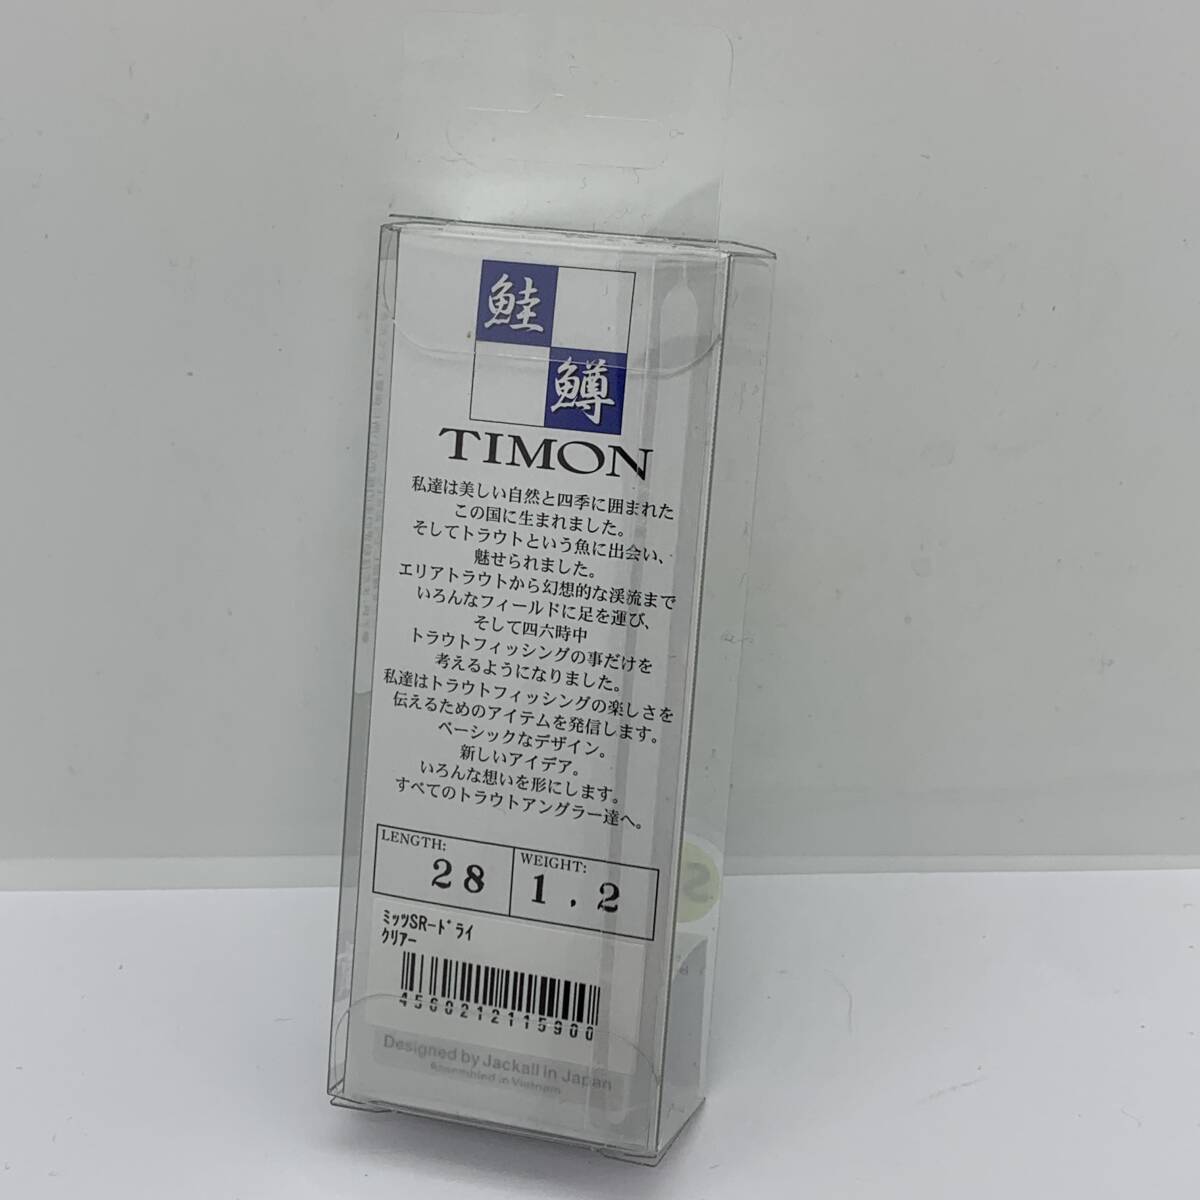 鮭
鱒
TIMON
私達は美しい自然と四季に囲まれた
この国に生まれました。
そしてトラウトという魚に出会い、
魅せられました。
エリアトラウトから幻想的な渓流まで
いろんなフィールドに足を運び、
そして四六時中
トラウトフィッシングの事だけを
考えるようになりました。
私達はトラウトフィッシングの楽しさを
伝えるためのアイテムを発信します。
ベーシックなデザイン。
新しいアイデア。
いろんな想いを形にします。
すべてのトラウトアングラー達へ。
LENGTH:
28
WEIGHT:
1.2
ミッツSR-ドライ
クリアー
4560212115900
Designed by Jackall in Japan
Assembled in Vietnam
S